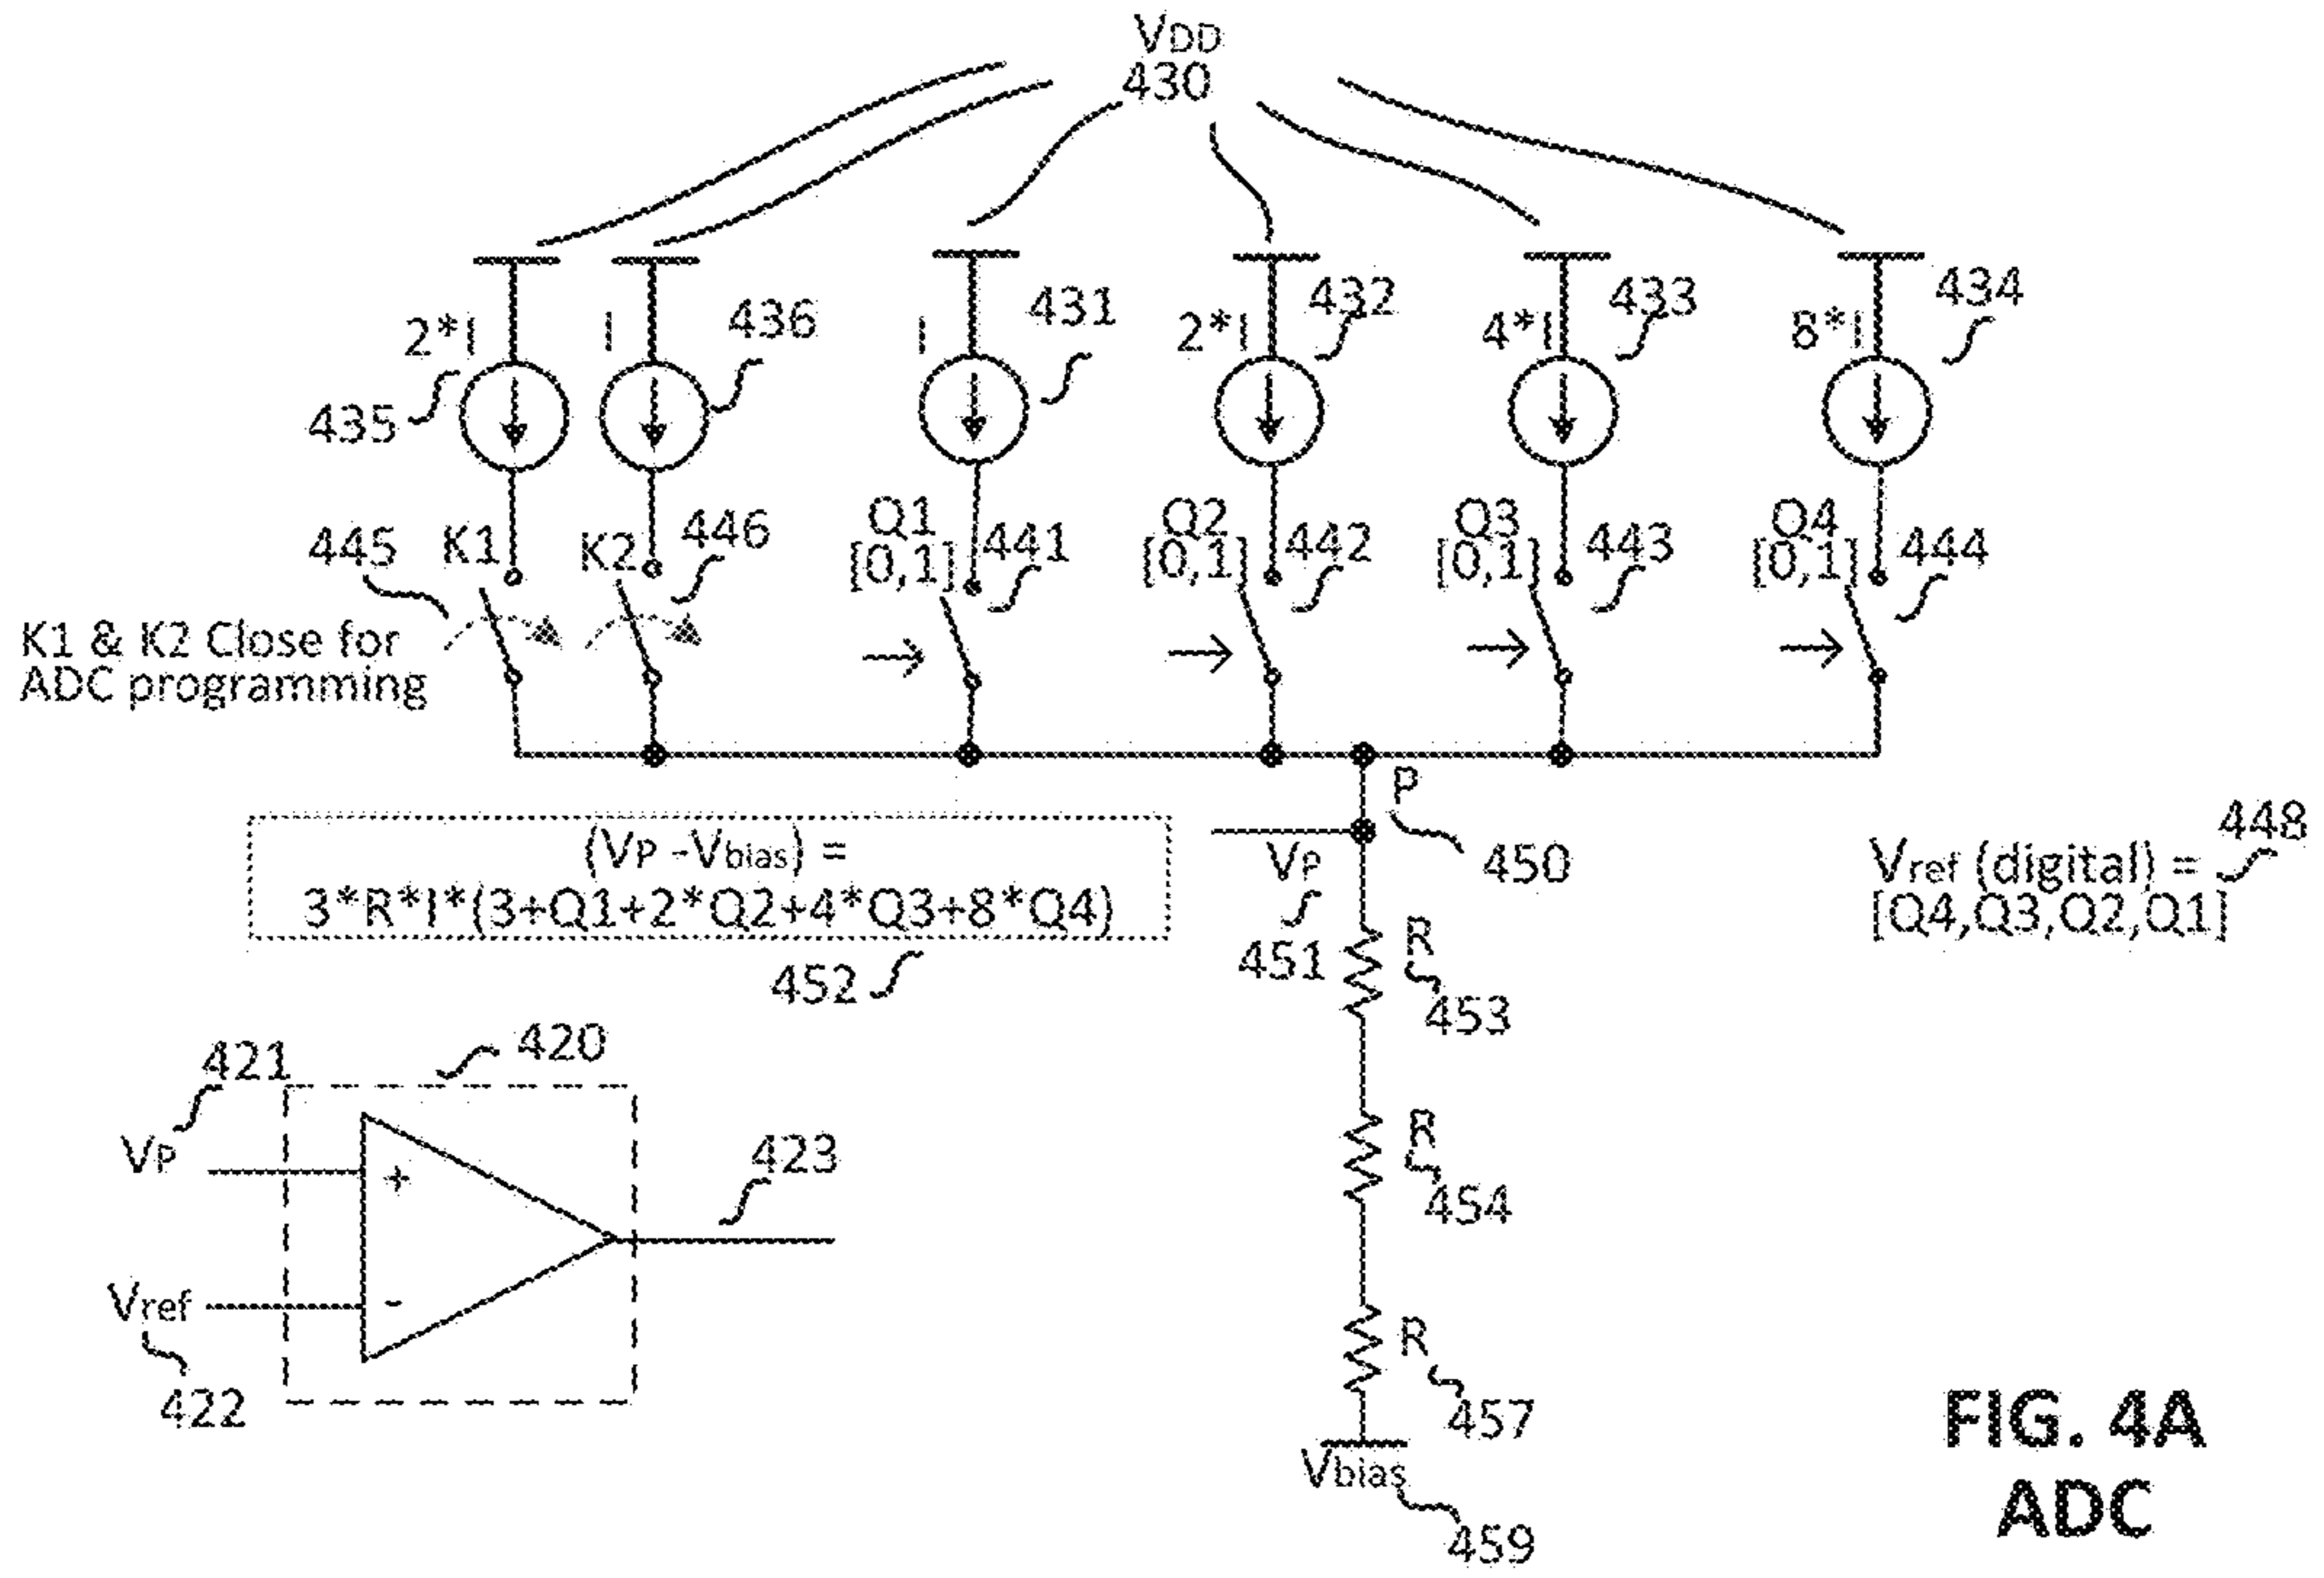 VDD
430
2*I
435
I
436
I
431
2*I
432
4*I
433
8*I
434
445
K1
K2
446
Q1
[0,1]
441
Q2
[0,1]
442
Q3
[0,1]
443
Q4
[0,1]
444
K1 & K2 Close for
ADC programming
P
450
VP
451
(VP -Vbias) =
3*R*I*(3+Q1+2*Q2+4*Q3+8*Q4)
452
448
Vref (digital) =
[Q4,Q3,Q2,Q1]
R
453
R
454
R
457
Vbias
459
421
420
VP
+
423
Vref
-
422
FIG. 4A
ADC